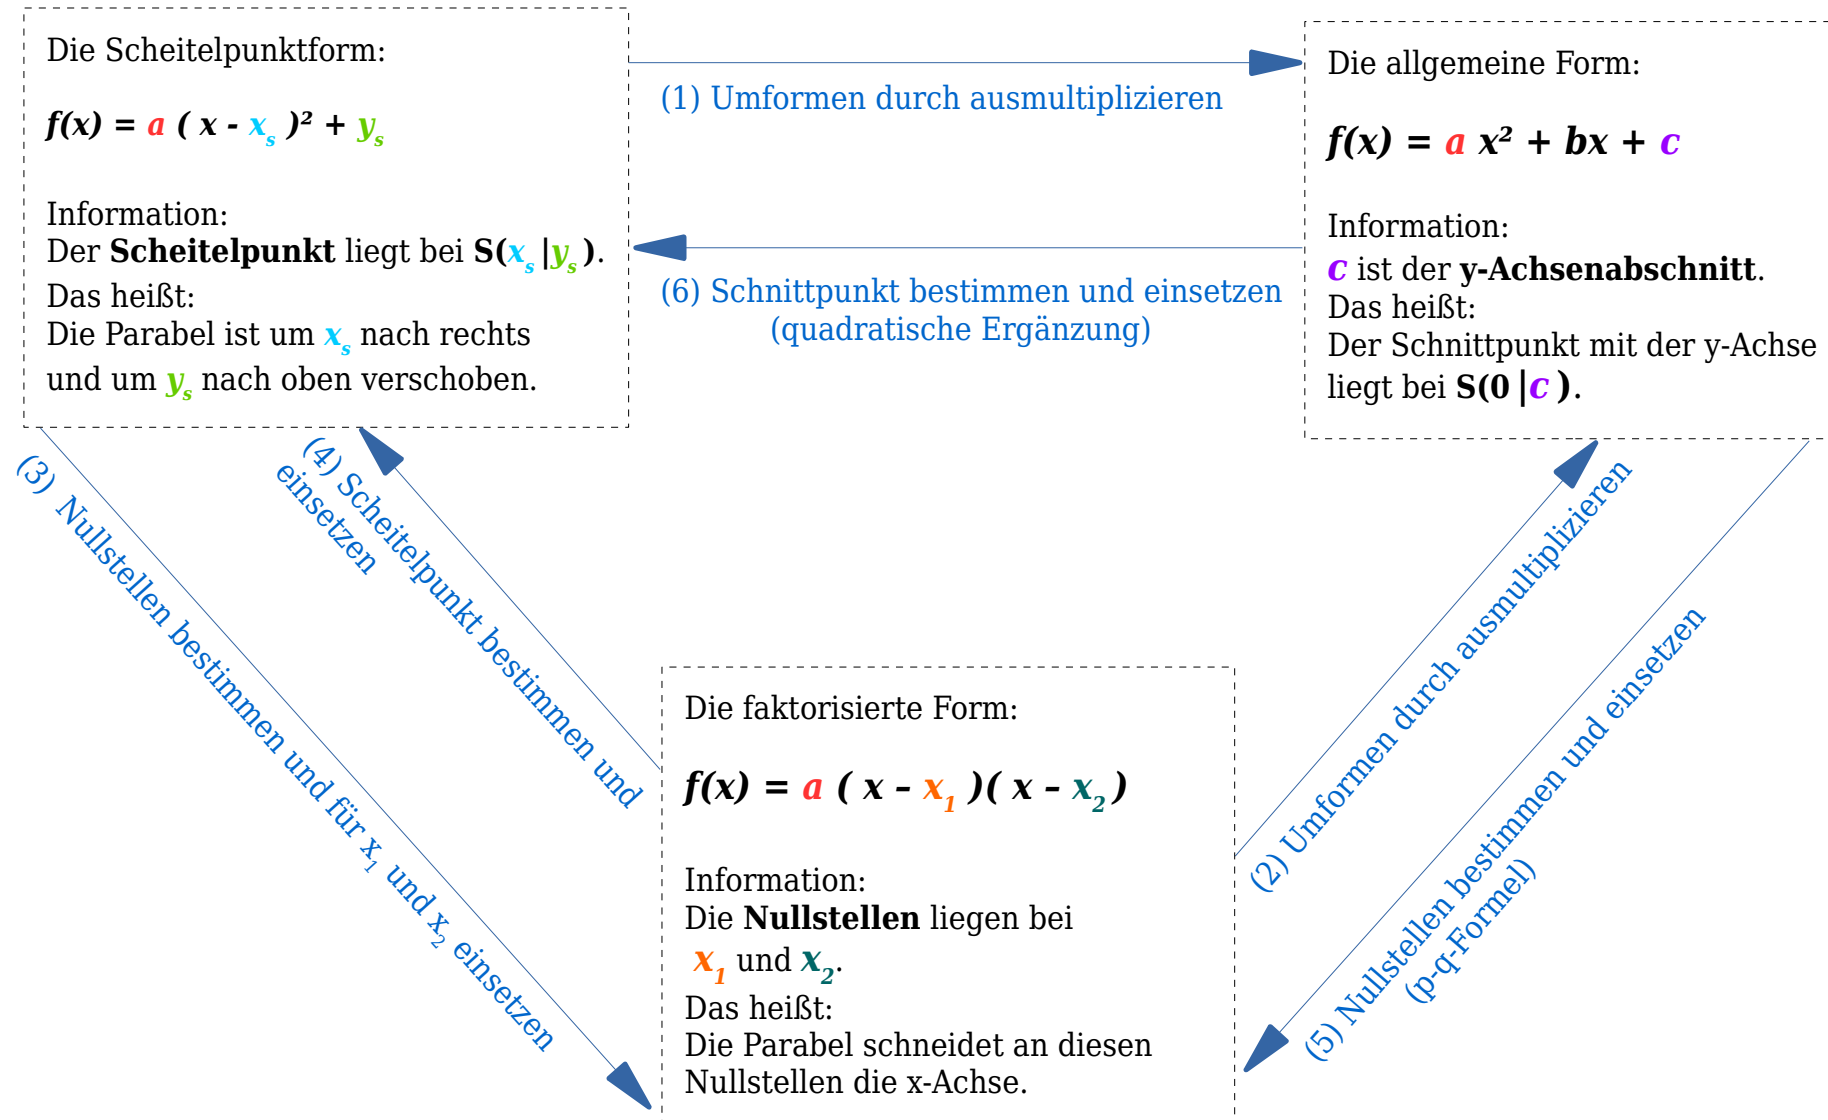 Die Scheitelpunktform:
f(x) = a ( x - xₛ )² + yₛ
Information:
Der Scheitelpunkt liegt bei S(xₛ|yₛ).
Das heißt:
Die Parabel ist um xₛ nach rechts
und um yₛ nach oben verschoben.
(1) Umformen durch ausmultiplizieren
(6) Schnittpunkt bestimmen und einsetzen
(quadratische Ergänzung)
Die allgemeine Form:
f(x) = a x² + bx + c
Information:
c ist der y-Achsenabschnitt.
Das heißt:
Der Schnittpunkt mit der y-Achse
liegt bei S(0|c).
(3) Nullstellen bestimmen und für x₁ und x₂ einsetzen
(4) Scheitelpunkt bestimmen und
einsetzen
(2) Umformen durch ausmultiplizieren
(5) Nullstellen bestimmen und einsetzen
(p-q-Formel)
Die faktorisierte Form:
f(x) = a ( x – x₁ )( x – x₂ )
Information:
Die Nullstellen liegen bei
x₁ und x₂.
Das heißt:
Die Parabel schneidet an diesen
Nullstellen die x-Achse.